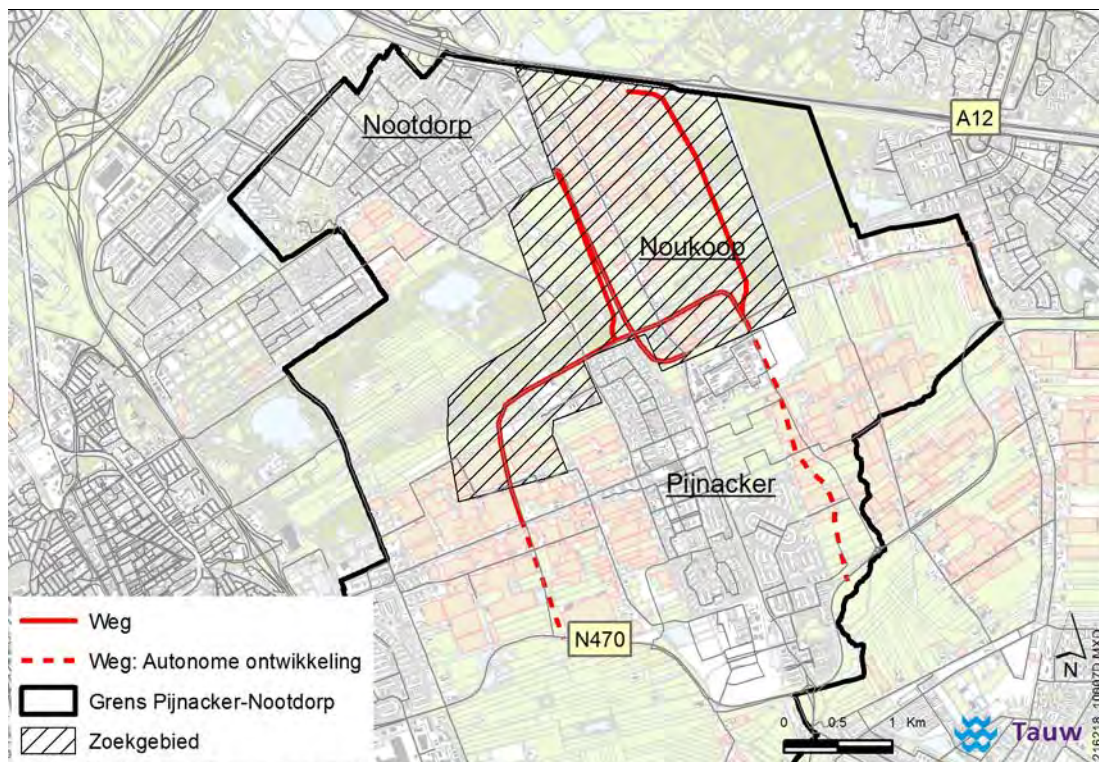 Nootdorp
A12
Noukoop
Pijnacker
N470
Weg
Weg: Autonome ontwikkeling
Grens Pijnacker-Nootdorp
Zoekgebied
N
0 0.5 1 Km
Tauw